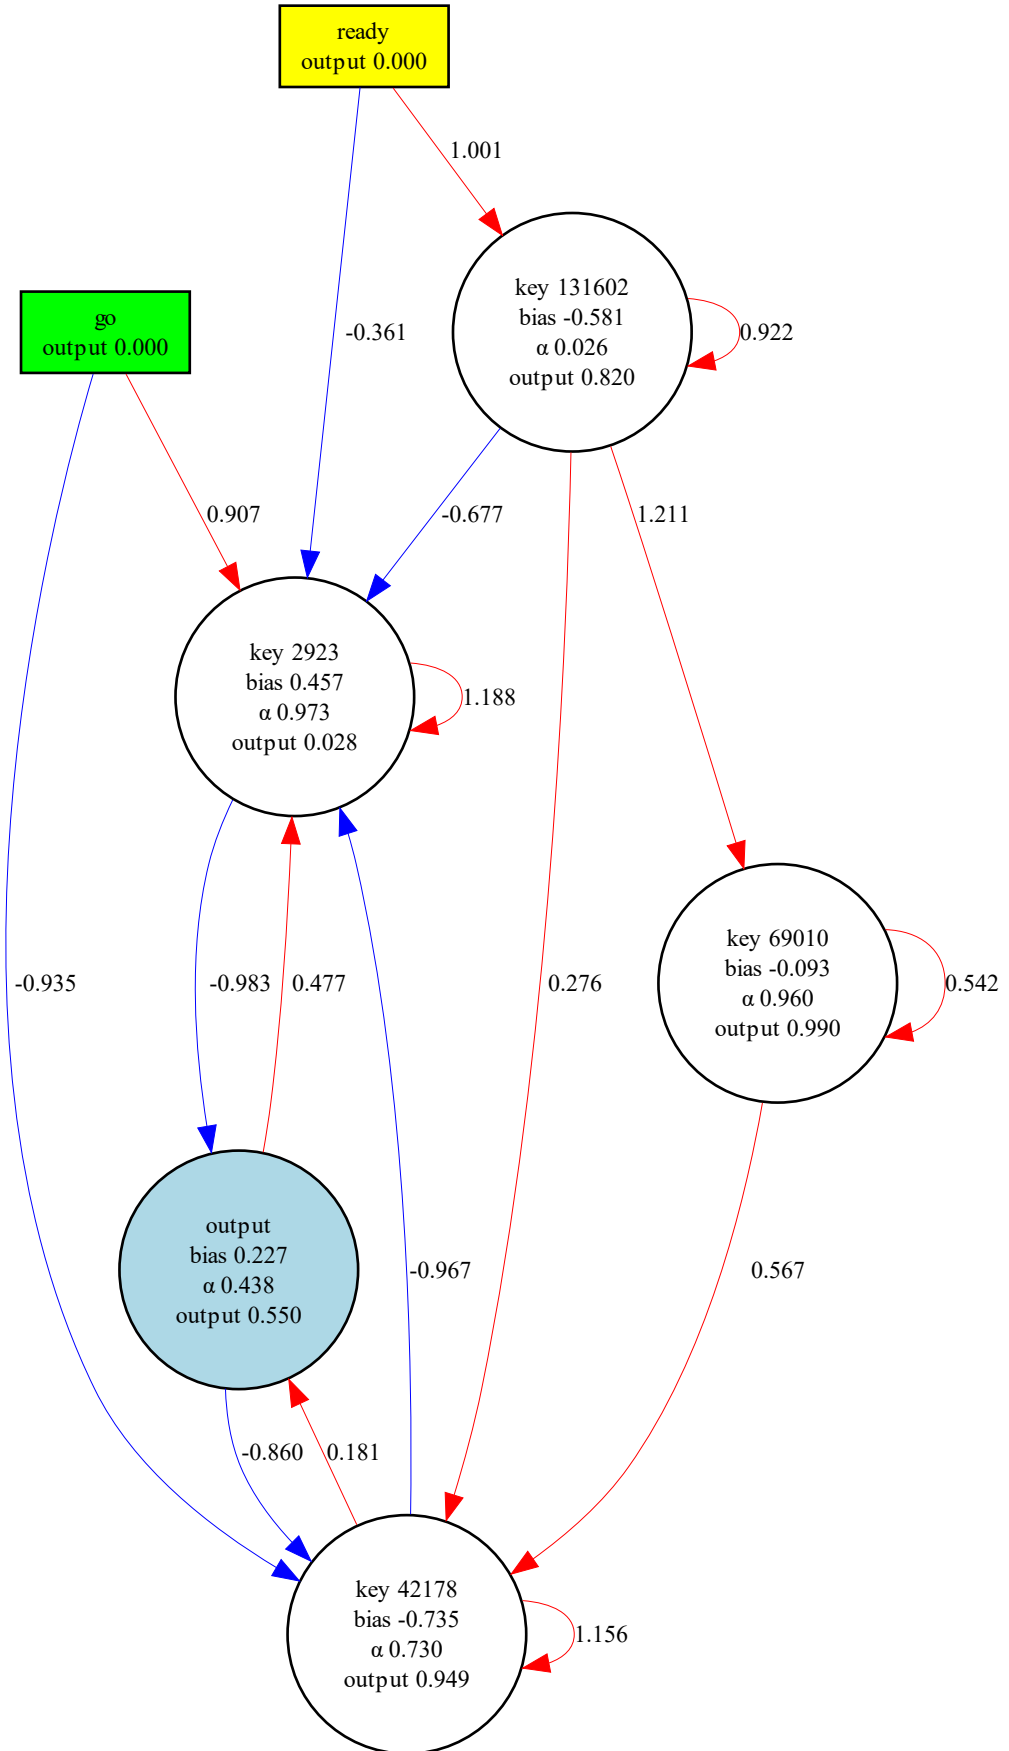 ready
output 0.000
1.001
key 131602
bias -0.581
α 0.026
output 0.820
0.922
go
output 0.000
-0.361
0.907
-0.677
1.211
key 2923
bias 0.457
α 0.973
output 0.028
1.188
key 69010
bias -0.093
α 0.960
output 0.990
0.542
-0.935
-0.983
0.477
0.276
output
bias 0.227
α 0.438
output 0.550
-0.967
0.567
-0.860
0.181
key 42178
bias -0.735
α 0.730
output 0.949
1.156